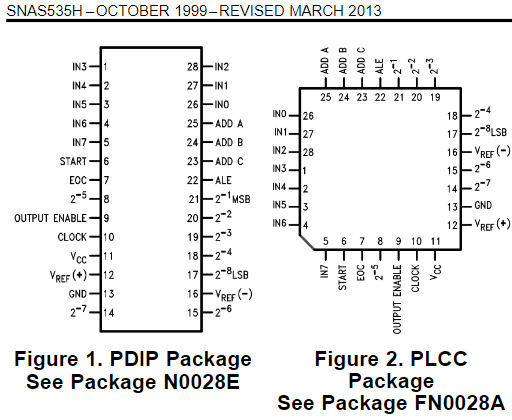 SNAS535H – OCTOBER 1999 – REVISED MARCH 2013
IN3 1 28 IN2
IN4 2 27 IN1
IN5 3 26 IN0
IN6 4 25 ADD A
IN7 5 24 ADD B
START 6 23 ADD C
EOC 7 22 ALE
2⁻⁵ 8 21 2⁻¹MSB
OUTPUT ENABLE 9 20 2⁻²
CLOCK 10 19 2⁻³
VCC 11 18 2⁻⁴
VREF(+) 12 17 2⁻⁸LSB
GND 13 16 VREF(−)
2⁻⁷ 14 15 2⁻⁶
Figure 1. PDIP Package
See Package N0028E
ADD A ADD B ADD C ALE 2⁻¹ 2⁻² 2⁻³
25 24 23 22 21 20 19
IN0 26 18 2⁻⁴
IN1 27 17 2⁻⁸LSB
IN2 28 16 VREF(−)
IN3 1 15 2⁻⁶
IN4 2 14 2⁻⁷
IN5 3 13 GND
IN6 4 12 VREF(+)
5 6 7 8 9 10 11
IN7 START EOC 2⁻⁵ OUTPUT ENABLE CLOCK VCC
Figure 2. PLCC
Package
See Package FN0028A